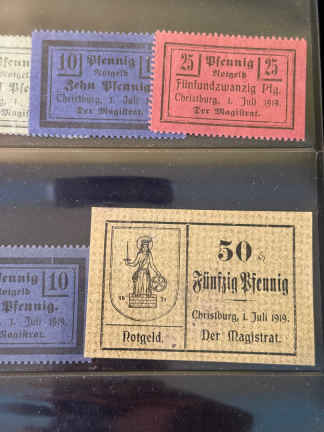 Pfennig
10 Pfennig
Notgeld
Zehn Pfennig
Christburg, 1. Juli
Der Magistrat.
25 Pfennig 25
Notgeld
Fünfundzwanzig Pfg.
Christburg, 1. Juli 1919.
Der Magistrat.
Pfennig 10
Notgeld
Pfennig.
1. Juli 1919.
Magistrat.
50
Fünfzig Pfennig
Christburg, 1. Juli 1919.
Notgeld. Der Magistrat.